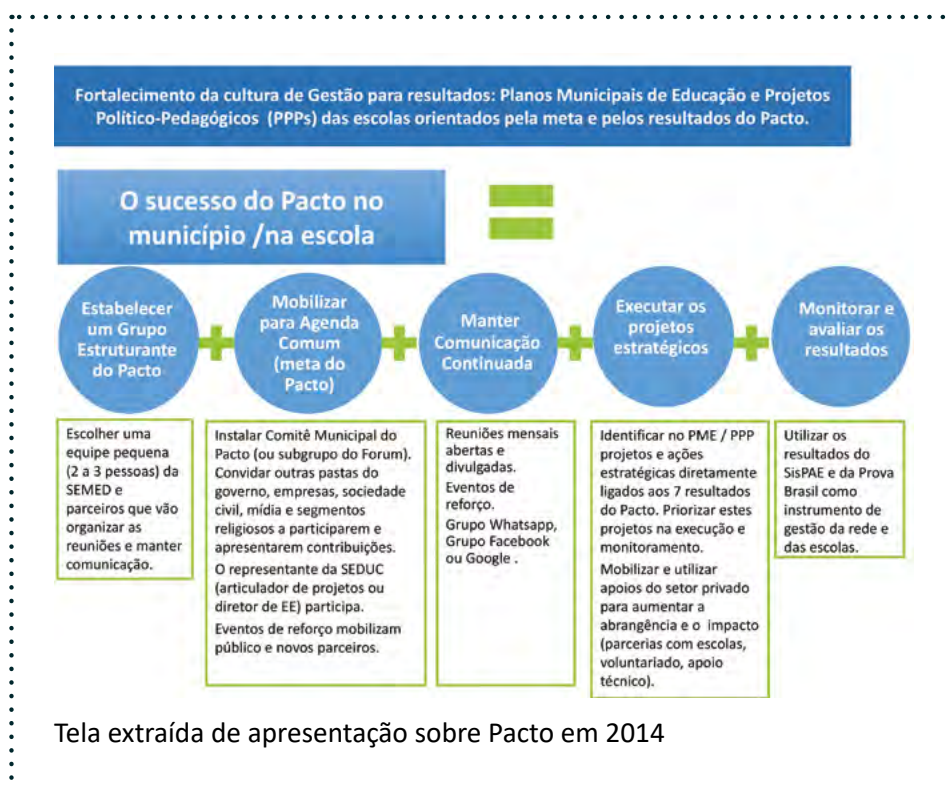 Fortalecimento da cultura de Gestão para resultados: Planos Municipais de Educação e Projetos
Político-Pedagógicos (PPPs) das escolas orientados pela meta e pelos resultados do Pacto.
O sucesso do Pacto no
município /na escola
Estabelecer
um Grupo
Estruturante
do Pacto
Mobilizar
para Agenda
Comum
(meta do
Pacto)
Manter
Comunicação
Continuada
Executar os
projetos
estratégicos
Monitorar e
avaliar os
resultados
Escolher uma
equipe pequena
(2 a 3 pessoas) da
SEMED e
parceiros que vão
organizar as
reuniões e manter
comunicação.
Instalar Comitê Municipal do
Pacto (ou subgrupo do Forum).
Convidar outras pastas do
governo, empresas, sociedade
civil, mídia e segmentos
religiosos a participarem e
apresentarem contribuições.
O representante da SEDUC
(articulador de projetos ou
diretor de EE) participa.
Eventos de reforço mobilizam
público e novos parceiros.
Reuniões mensais
abertas e
divulgadas.
Eventos de
reforço.
Grupo Whatsapp,
Grupo Facebook
ou Google .
Identificar no PME / PPP
projetos e ações
estratégicas diretamente
ligados aos 7 resultados
do Pacto. Priorizar estes
projetos na execução e
monitoramento.
Mobilizar e utilizar
apoios do setor privado
para aumentar a
abrangência e o impacto
(parcerias com escolas,
voluntariado, apoio
técnico).
Utilizar os
resultados do
SisPAE e da Prova
Brasil como
instrumento de
gestão da rede e
das escolas.
Tela extraída de apresentação sobre Pacto em 2014